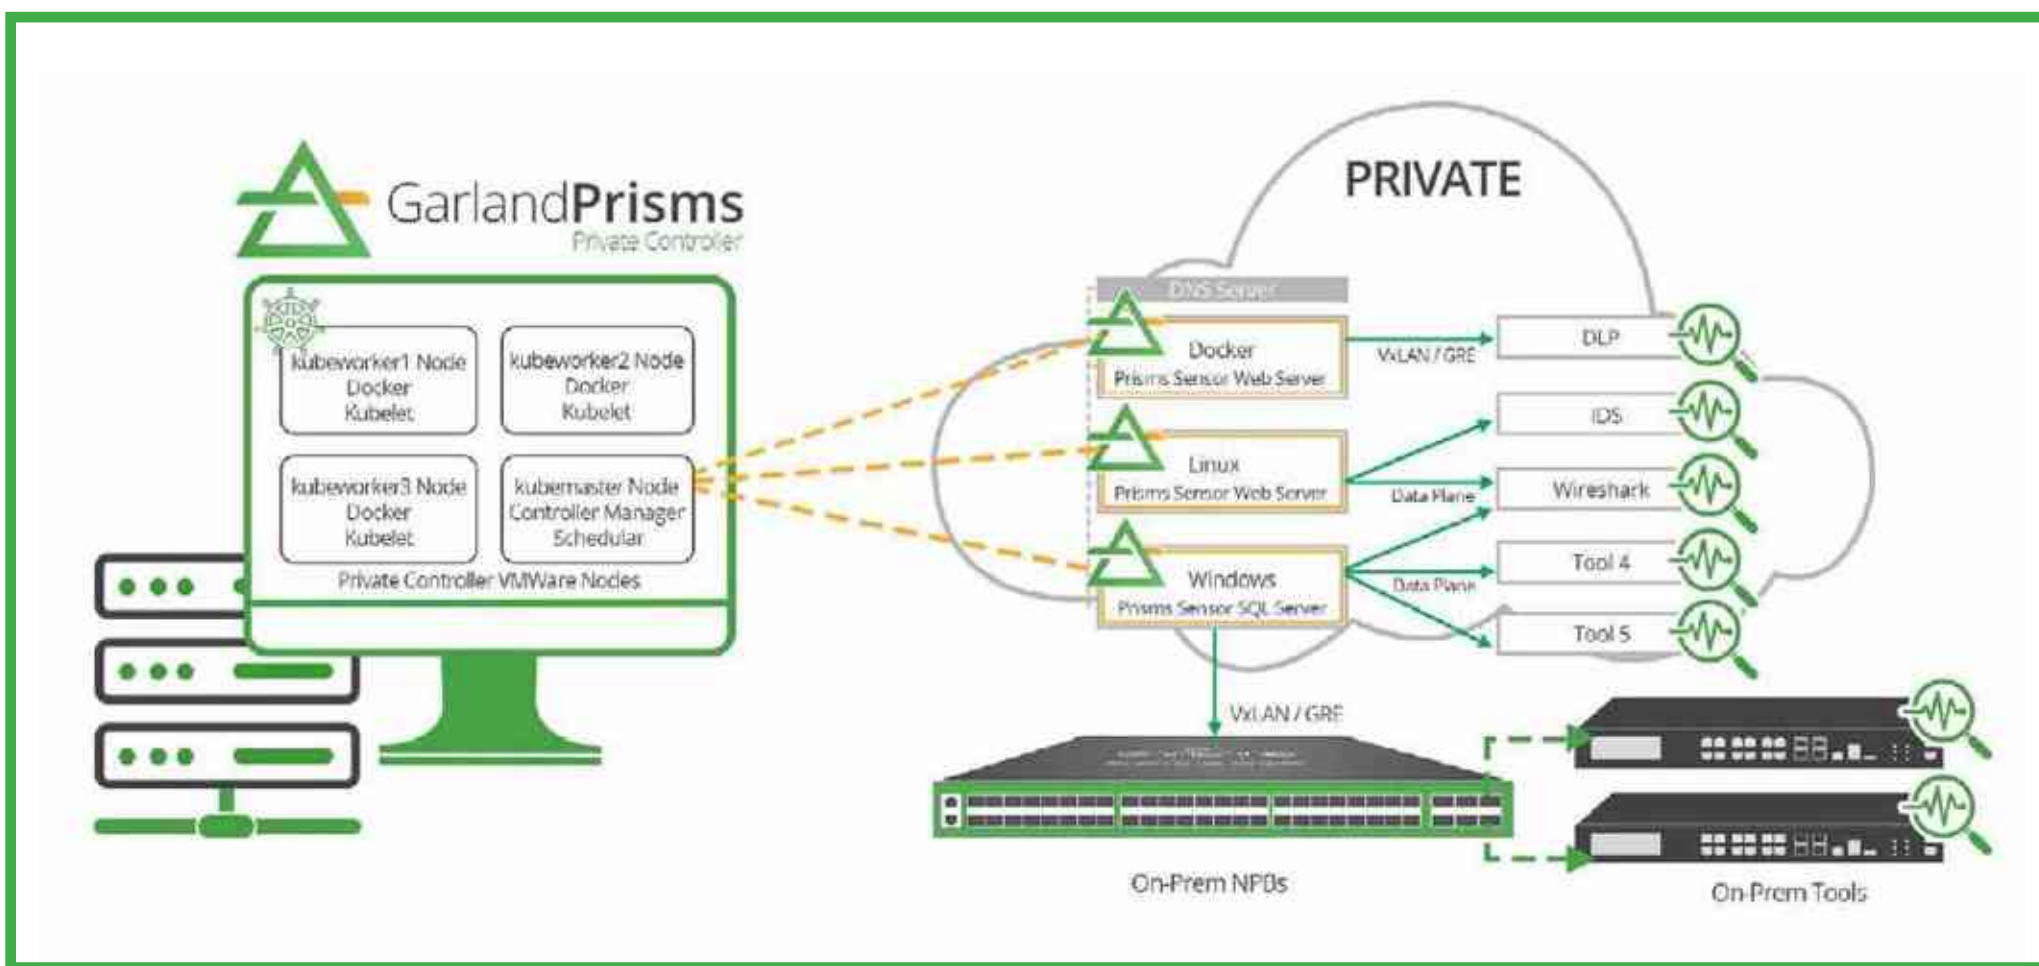 GarlandPrisms
Private Controller
kubeworker1 Node
Docker
Kubelet
kubeworker2 Node
Docker
Kubelet
kubeworker3 Node
Docker
Kubelet
kubemaster Node
Controller Manager
Schedular
Private Controller VMWare Nodes
PRIVATE
DNS Server
Docker
Prisms Sensor Web Server
VxLAN / GRE
DLP
Linux
Prisms Sensor Web Server
Data Plane
IDS
Wireshark
Windows
Prisms Sensor SQL Server
Data Plane
Tool 4
Tool 5
VxLAN / GRE
On-Prem NPBs
On-Prem Tools